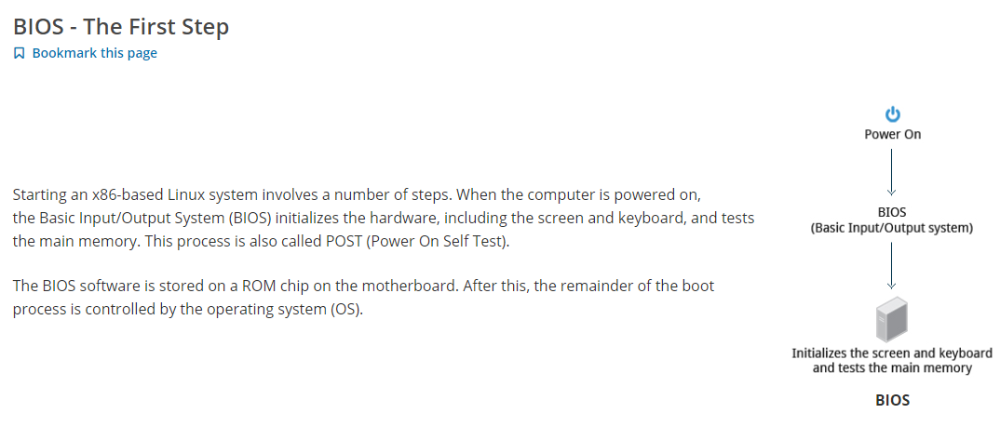 BIOS - The First Step
Bookmark this page
Starting an x86-based Linux system involves a number of steps. When the computer is powered on,
the Basic Input/Output System (BIOS) initializes the hardware, including the screen and keyboard, and tests
the main memory. This process is also called POST (Power On Self Test).
The BIOS software is stored on a ROM chip on the motherboard. After this, the remainder of the boot
process is controlled by the operating system (OS).
Power On
BIOS
(Basic Input/Output system)
Initializes the screen and keyboard
and tests the main memory
BIOS